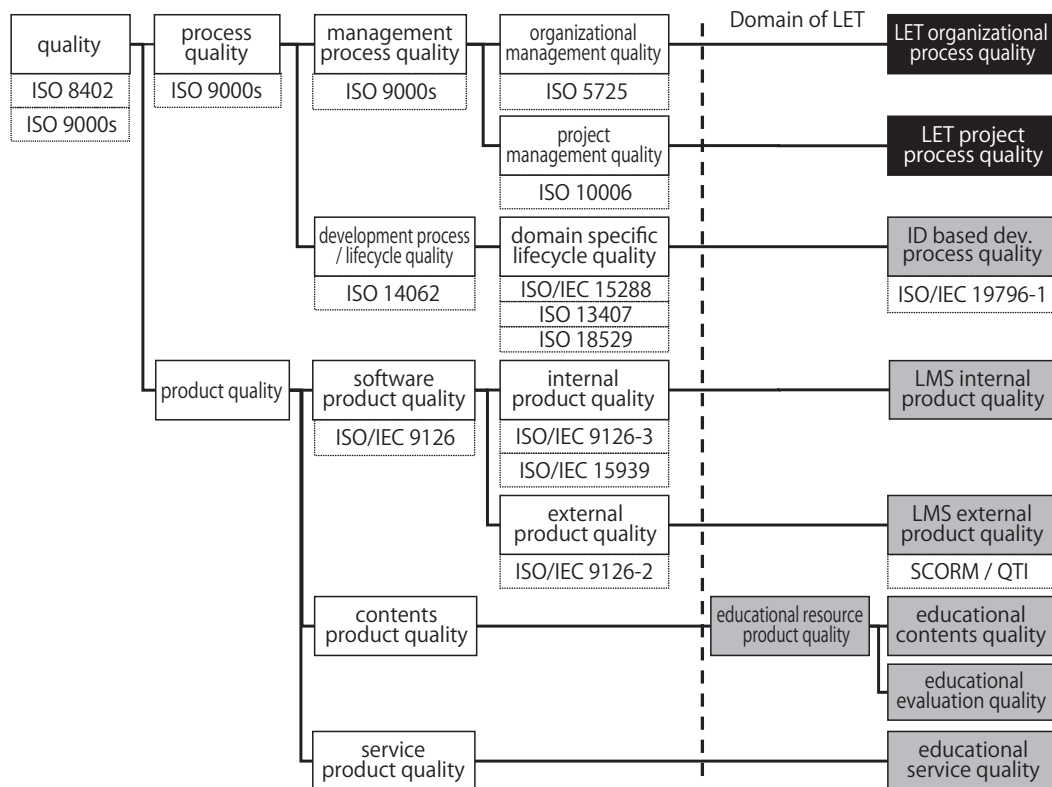 Domain of LET
quality
ISO 8402
ISO 9000s
process
quality
ISO 9000s
management
process quality
ISO 9000s
organizational
management quality
ISO 5725
LET organizational
process quality
project
management quality
ISO 10006
LET project
process quality
development process
/ lifecycle quality
ISO 14062
domain specific
lifecycle quality
ISO/IEC 15288
ISO 13407
ISO 18529
ID based dev.
process quality
ISO/IEC 19796-1
product quality
software
product quality
ISO/IEC 9126
internal
product quality
ISO/IEC 9126-3
ISO/IEC 15939
LMS internal
product quality
external
product quality
ISO/IEC 9126-2
LMS external
product quality
SCORM / QTI
contents
product quality
educational resource
product quality
educational
contents quality
educational
evaluation quality
service
product quality
educational
service quality